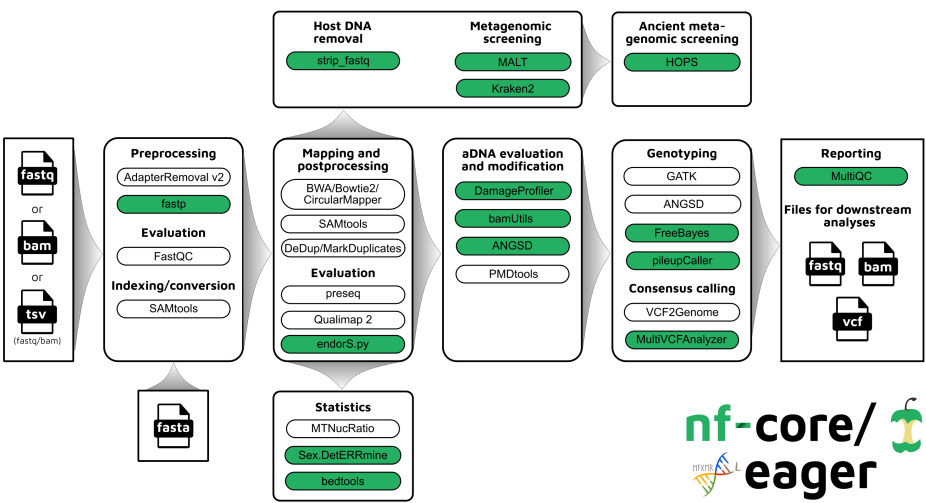 Host DNA
removal
strip_fastq
Metagenomic
screening
MALT
Kraken2
Ancient meta-
genomic screening
HOPS
fastq
or
bam
or
tsv
(fastq/bam)
Preprocessing
AdapterRemoval v2
fastp
Evaluation
FastQC
Indexing/conversion
SAMtools
fasta
Mapping and
postprocessing
BWA/Bowtie2/
CircularMapper
SAMtools
DeDup/MarkDuplicates
Evaluation
preseq
Qualimap 2
endorS.py
Statistics
MTNucRatio
Sex.DetERRmine
bedtools
aDNA evaluation
and modification
DamageProfiler
bamUtils
ANGSD
PMDtools
Genotyping
GATK
ANGSD
FreeBayes
pileupCaller
Consensus calling
VCF2Genome
MultiVCFAnalyzer
Reporting
MultiQC
Files for downstream
analyses
fastq
bam
vcf
nf-core/
eager